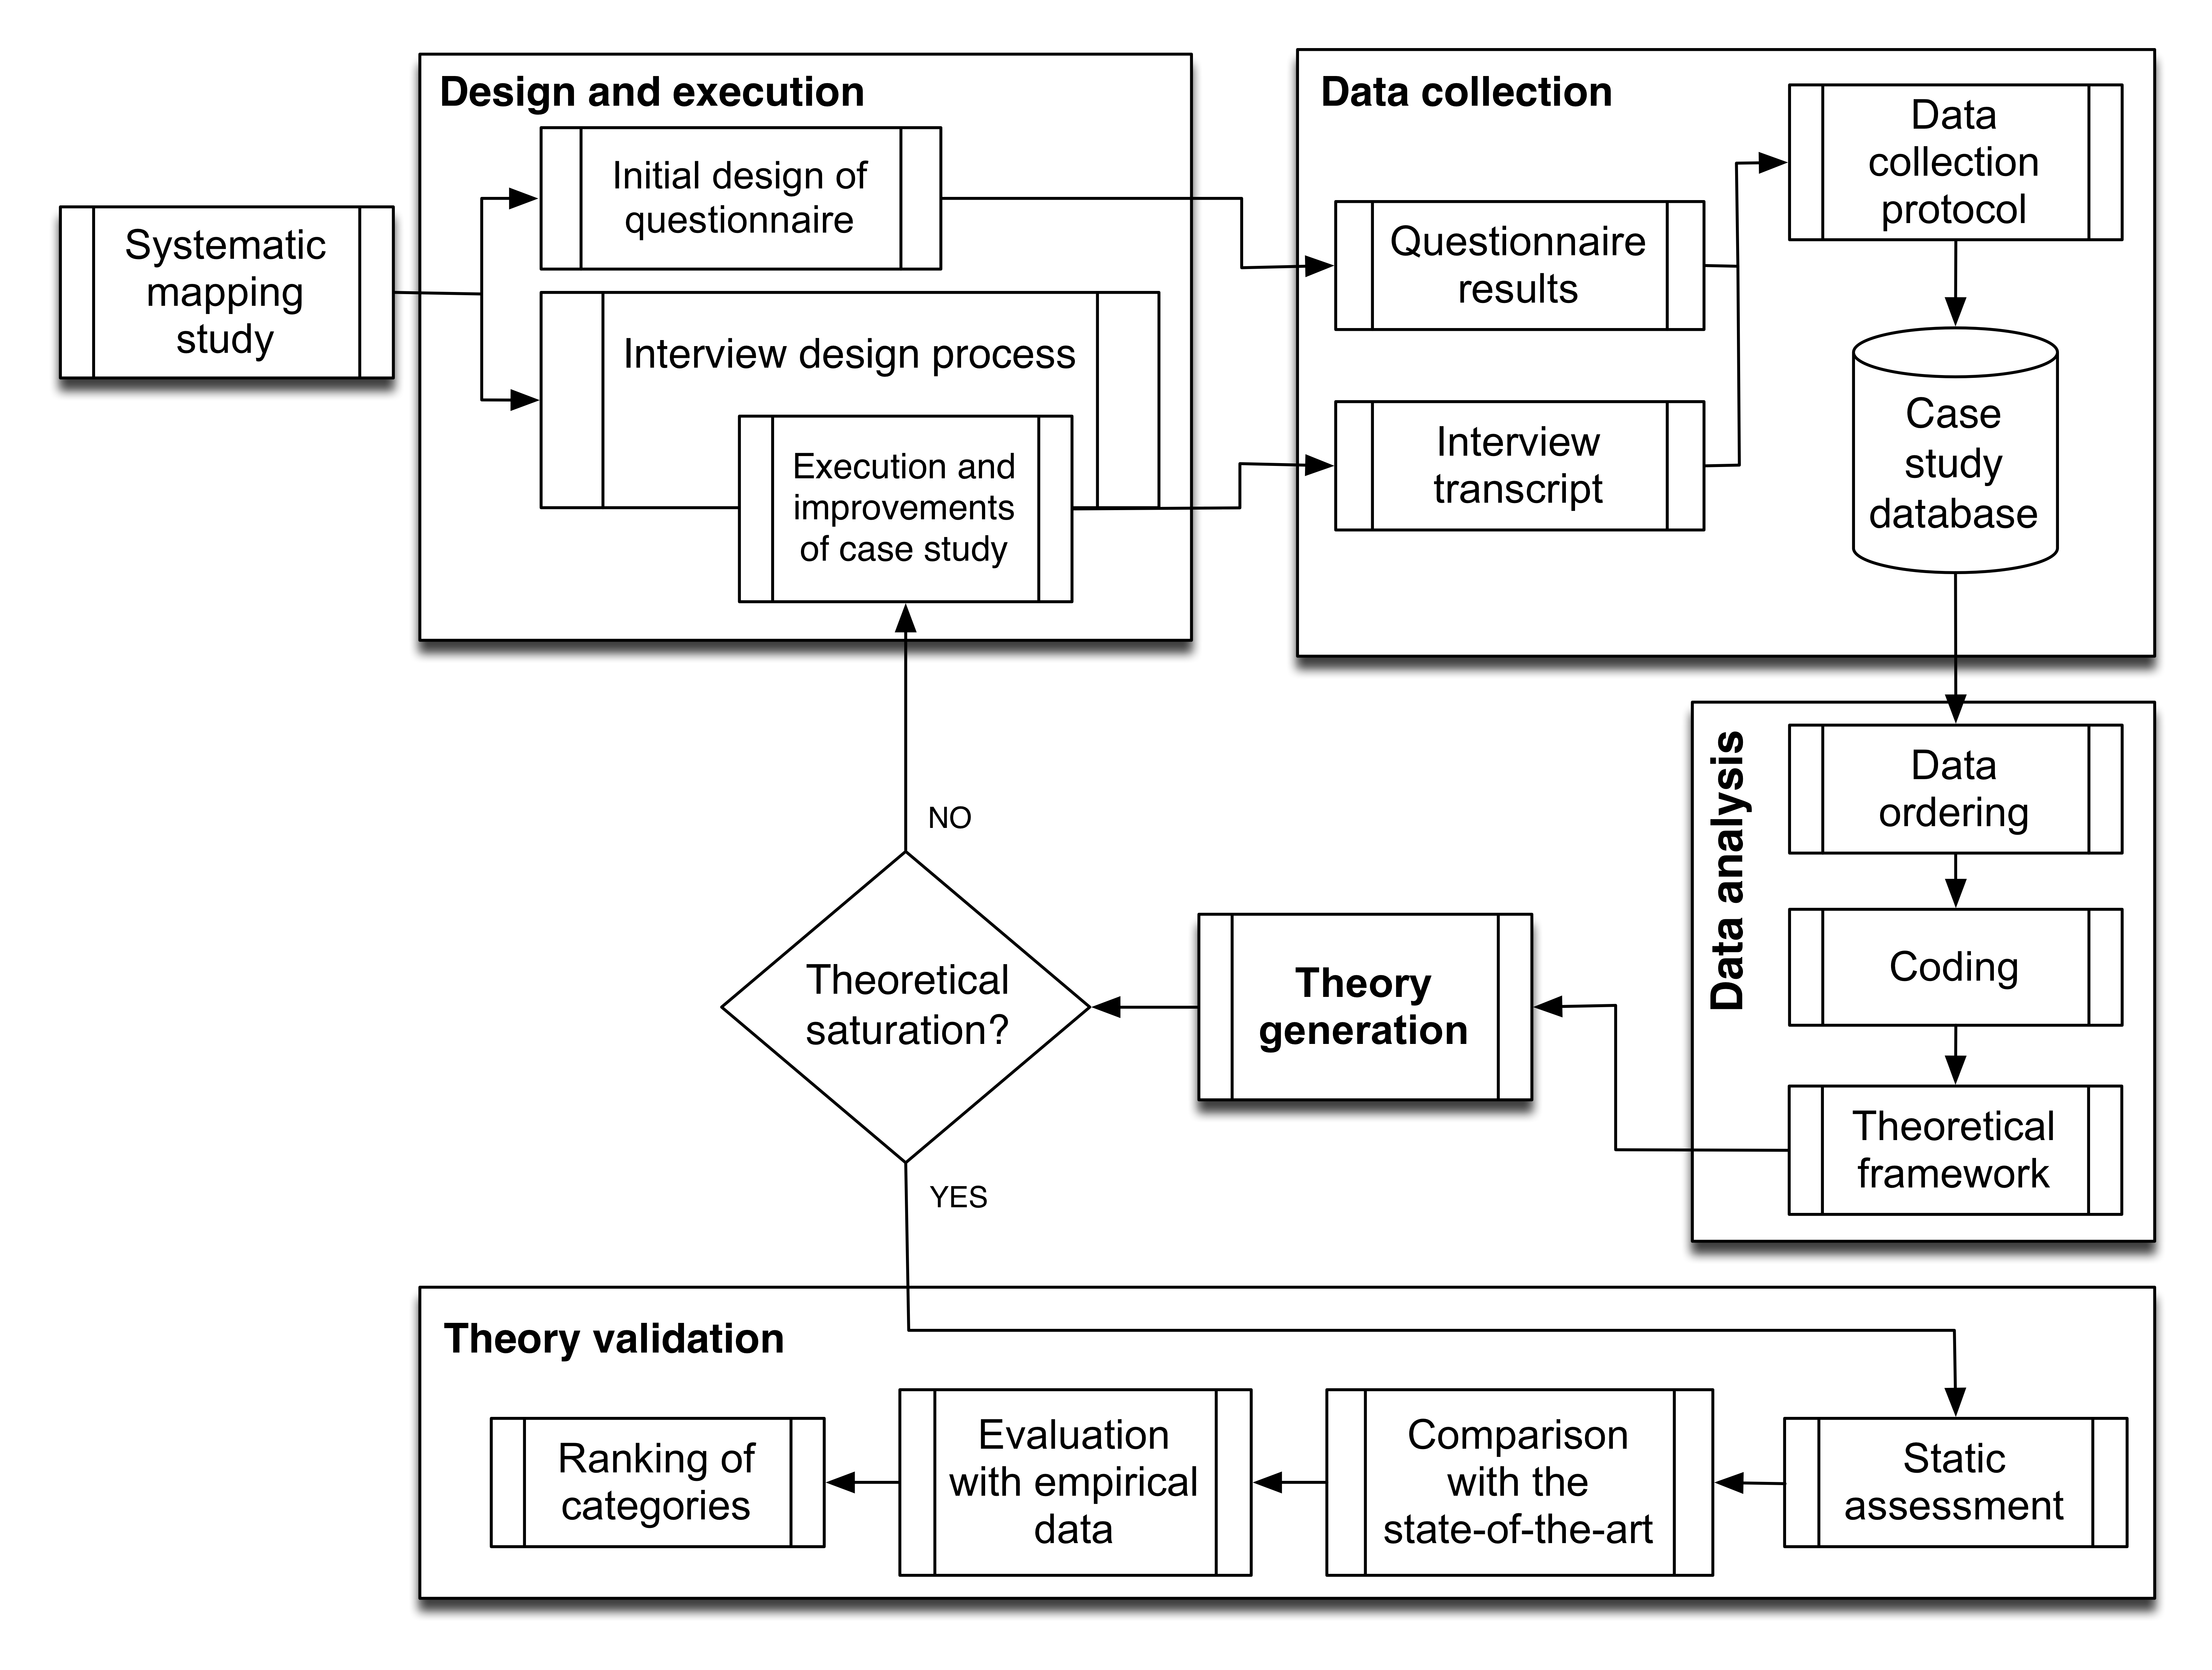 Systematic
mapping
study
Design and execution
Initial design of
questionnaire
Interview design process
Execution and
improvements
of case study
Data collection
Questionnaire
results
Interview
transcript
Data
collection
protocol
Case
study
database
Data analysis
Data
ordering
Coding
Theoretical
framework
Theory
generation
Theoretical
saturation?
NO
YES
Theory validation
Static
assessment
Comparison
with the
state-of-the-art
Evaluation
with empirical
data
Ranking of
categories